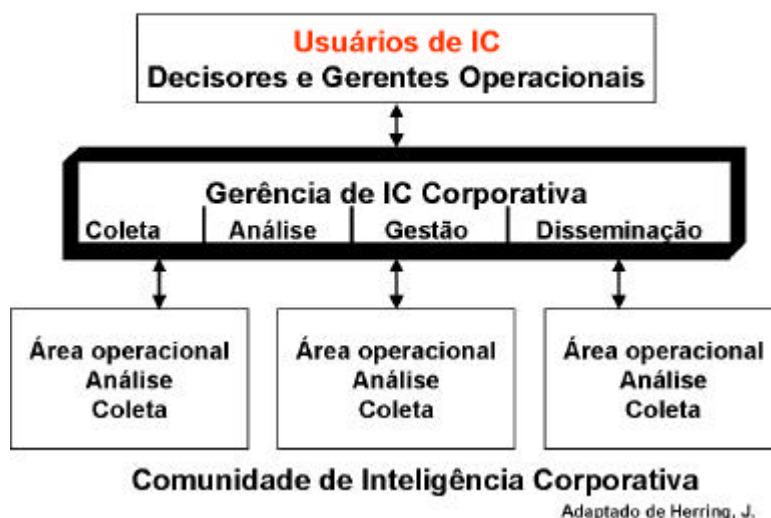 Usuários de IC
Decisores e Gerentes Operacionais
Gerência de IC Corporativa
Coleta Análise Gestão Disseminação
Área operacional
Análise
Coleta
Área operacional
Análise
Coleta
Área operacional
Análise
Coleta
Comunidade de Inteligência Corporativa
Adaptado de Herring, J.